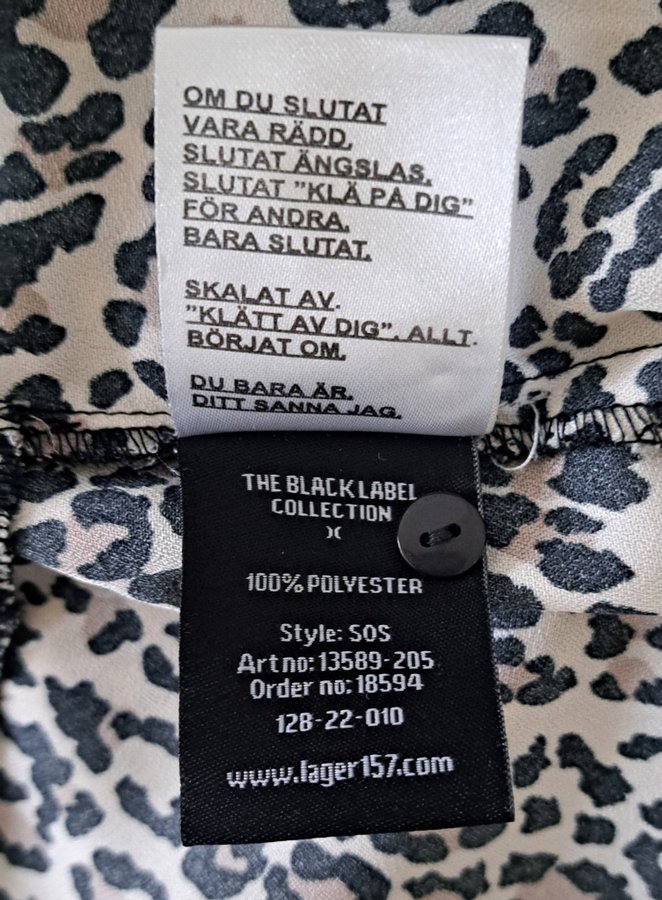 OM DU SLUTAT
VARA RÄDD.
SLUTAT ÄNGSLAS.
SLUTAT ”KLÄ PÅ DIG”
FÖR ANDRA.
BARA SLUTAT.
SKALAT AV.
”KLÄTT AV DIG”. ALLT.
BÖRJAT OM.
DU BARA ÄR.
DITT SANNA JAG.
THE BLACK LABEL
COLLECTION
100% POLYESTER
Style: SOS
Art no: 13589-205
Order no: 18594
128-22-010
www.lager157.com